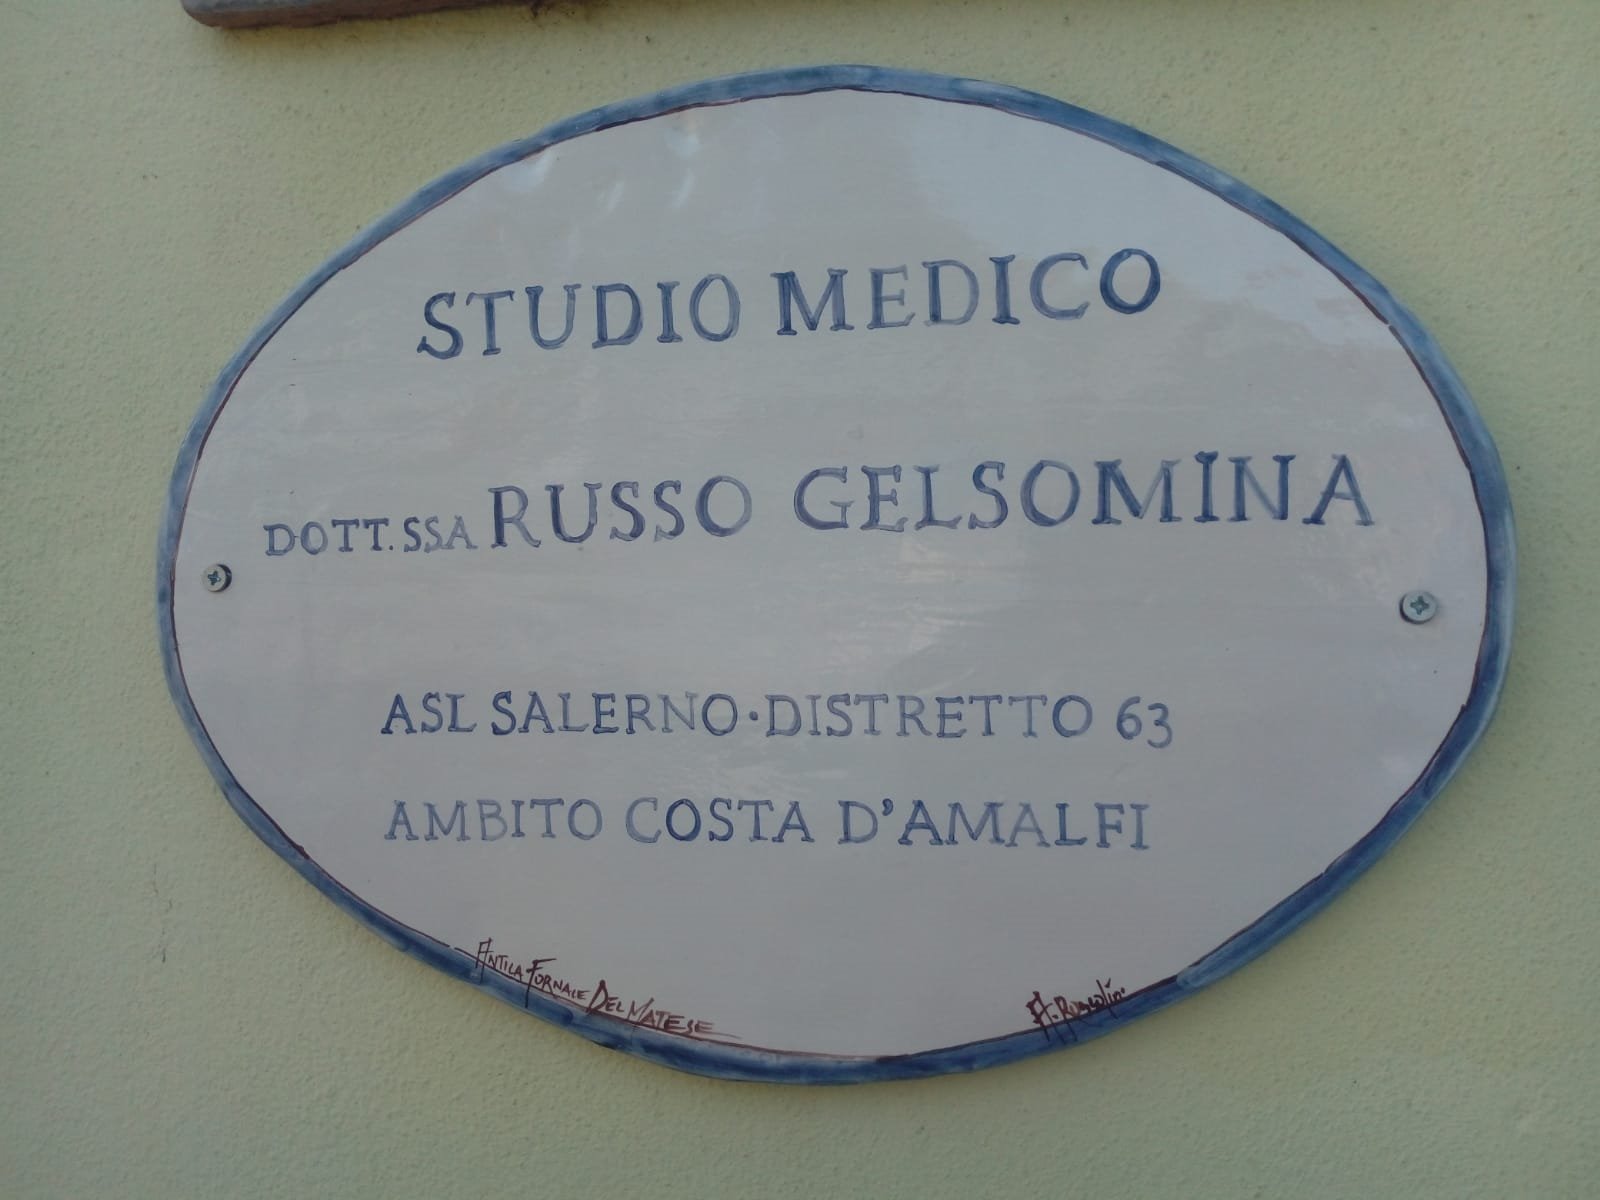 STUDIO MEDICO
DOTT.SSA RUSSO GELSOMINA
ASL SALERNO·DISTRETTO 63
AMBITO COSTA D'AMALFI
ANTICA FORNACE DEL MATESE